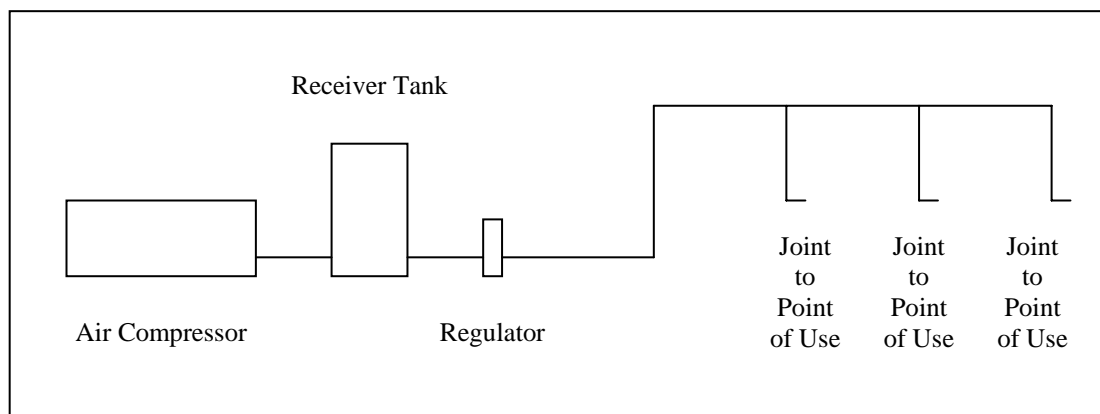 Receiver Tank
Air Compressor
Regulator
Joint
to
Point
of Use
Joint
to
Point
of Use
Joint
to
Point
of Use